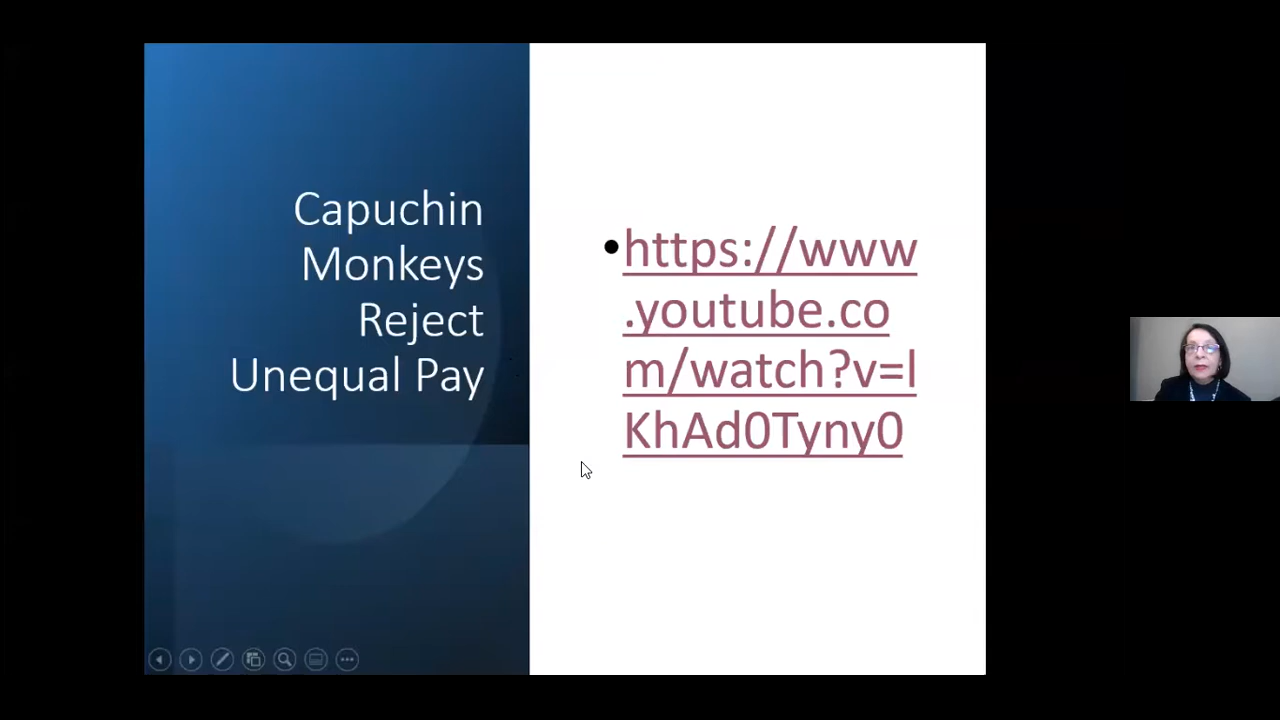 Capuchin
Monkeys
Reject
Unequal Pay
•https://www
.youtube.co
m/watch?v=l
KhAd0Tyny0